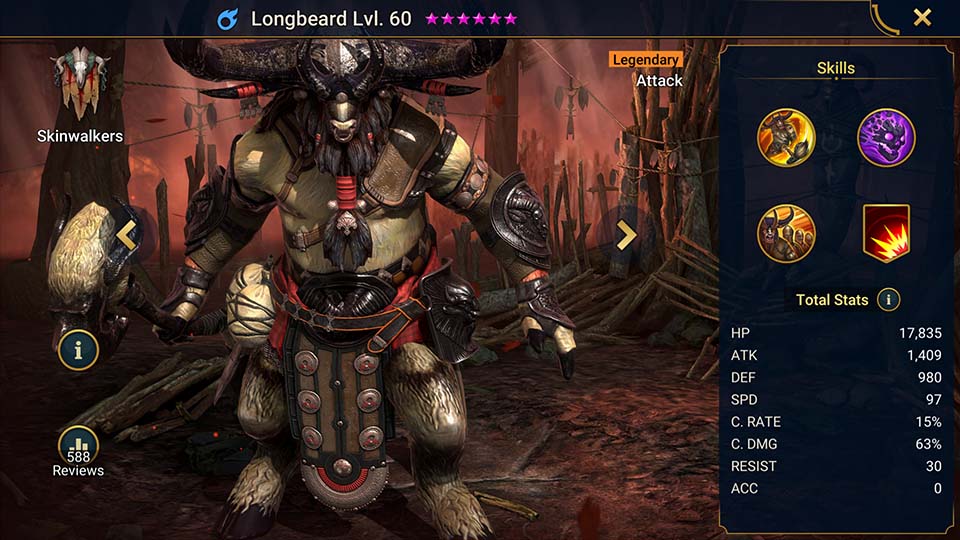 Longbeard Lvl. 60
Skinwalkers
Legendary
Attack
588
Reviews
Skills
Total Stats
HP 17,835
ATK 1,409
DEF 980
SPD 97
C. RATE 15%
C. DMG 63%
RESIST 30
ACC 0